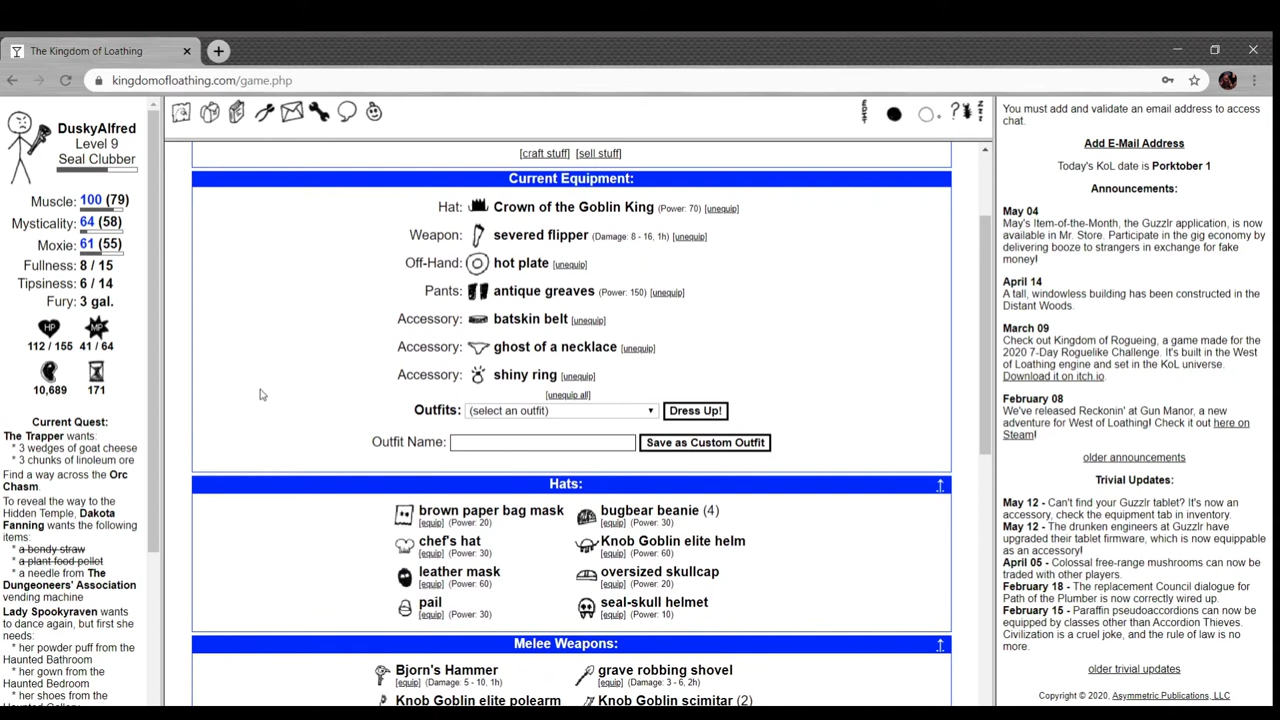 The Kingdom of Loathing
kingdomofloathing.com/game.php
DuskyAlfred
Level 9
Seal Clubber
Muscle: 100 (79)
Mysticality: 64 (58)
Moxie: 61 (55)
Fullness: 8 / 15
Tipsiness: 6 / 14
Fury: 3 gal.
HP MP
112 / 155 41 / 64
10,689 171
Current Quest:
The Trapper wants:
* 3 wedges of goat cheese
* 3 chunks of linoleum ore
Find a way across the Orc
Chasm.
To reveal the way to the
Hidden Temple, Dakota
Fanning wants the following
items:
* a bendy straw
* a plant food pellet
* a needle from The
Dungeoneers' Association
vending machine
Lady Spookyraven wants
to dance again, but first she
needs:
* her powder puff from the
Haunted Bathroom
* her gown from the
Haunted Bedroom
* her shoes from the
Haunted Gallery
[craft stuff] [sell stuff]
Current Equipment:
Hat: Crown of the Goblin King (Power: 70) [unequip]
Weapon: severed flipper (Damage: 8 - 16, 1h) [unequip]
Off-Hand: hot plate [unequip]
Pants: antique greaves (Power: 150) [unequip]
Accessory: batskin belt [unequip]
Accessory: ghost of a necklace [unequip]
Accessory: shiny ring [unequip]
[unequip all]
Outfits: (select an outfit) Dress Up!
Outfit Name: Save as Custom Outfit
Hats:
brown paper bag mask
[equip] (Power: 20)
bugbear beanie (4)
[equip] (Power: 30)
chef's hat
[equip] (Power: 30)
Knob Goblin elite helm
[equip] (Power: 60)
leather mask
[equip] (Power: 60)
oversized skullcap
[equip] (Power: 20)
pail
[equip] (Power: 30)
seal-skull helmet
[equip] (Power: 10)
Melee Weapons:
Bjorn's Hammer
[equip] (Damage: 5 - 10, 1h)
grave robbing shovel
[equip] (Damage: 3 - 6, 2h)
Knob Goblin elite polearm
Knob Goblin scimitar (2)
You must add and validate an email address to access
chat.
Add E-Mail Address
Today's KoL date is Porktober 1
Announcements:
May 04
May's Item-of-the-Month, the Guzzlr application, is now
available in Mr. Store. Participate in the gig economy by
delivering booze to strangers in exchange for fake
money!
April 14
A tall, windowless building has been constructed in the
Distant Woods.
March 09
Check out Kingdom of Rogueing, a game made for the
2020 7-Day Roguelike Challenge. It's built in the West
of Loathing engine and set in the KoL universe.
Download it on itch.io.
February 08
We've released Reckonin' at Gun Manor, a new
adventure for West of Loathing! Check it out here on
Steam!
older announcements
Trivial Updates:
May 12 - Can't find your Guzzlr tablet? It's now an
accessory, check the equipment tab in inventory.
May 12 - The drunken engineers at Guzzlr have
upgraded their tablet firmware, which is now equippable
as an accessory!
April 05 - Colossal free-range mushrooms can now be
traded with other players.
February 18 - The replacement Council dialogue for
Path of the Plumber is now correctly wired up.
February 15 - Paraffin pseudoaccordions can now be
equipped by classes other than Accordion Thieves.
Civilization is a cruel joke, and the rule of law is no
more.
older trivial updates
Copyright © 2020, Asymmetric Publications, LLC